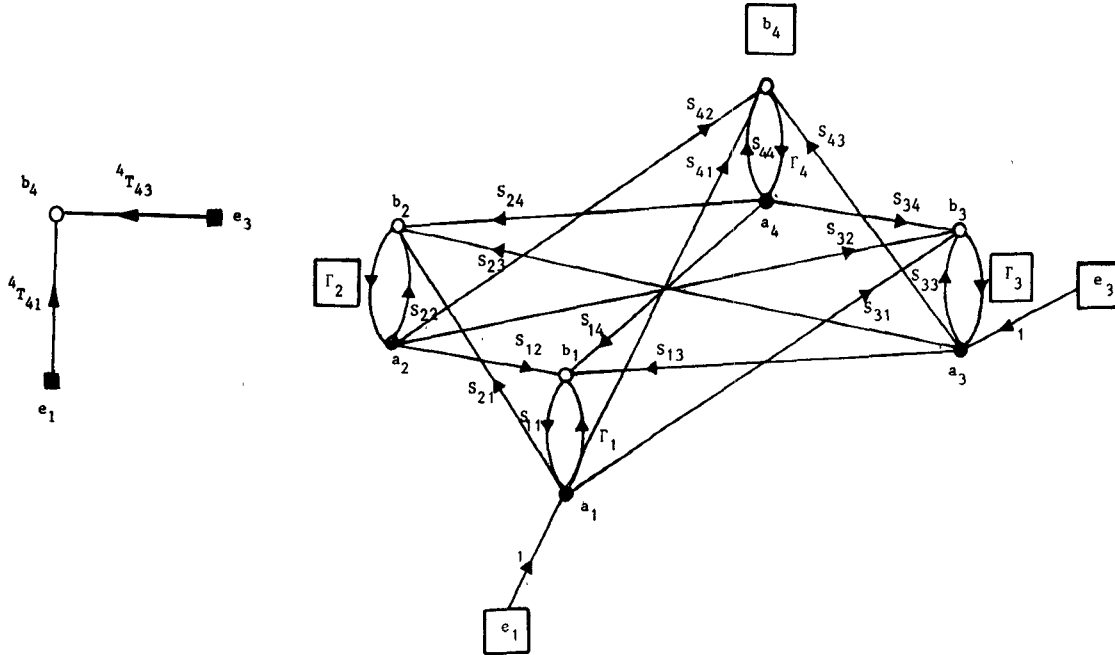 b4
S42
S43
S44
Γ4
S41
b4
4T43
e3
b2
S24
a4
S34
b3
S32
S23
Γ2
S33
Γ3
e3
4T41
S22
S31
S14
a2
S12
b1
S13
1
a3
S21
e1
S11
Γ1
a1
1
e1